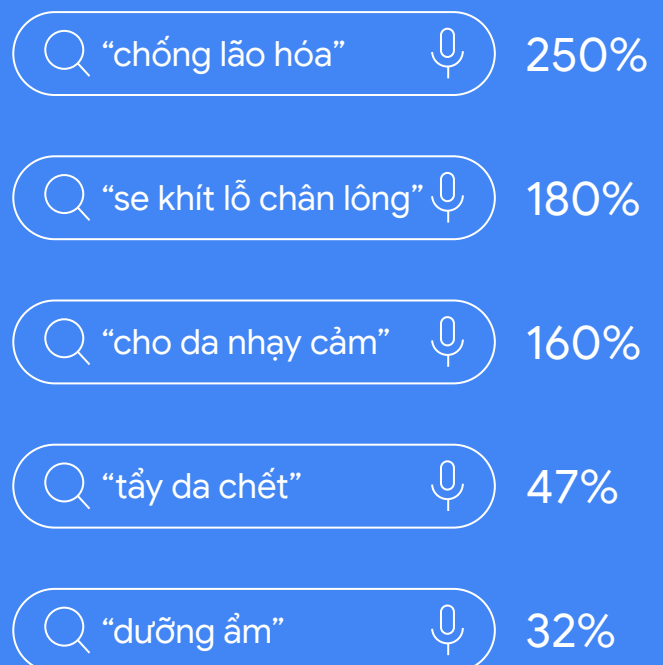 “chống lão hóa” 250%
“se khít lỗ chân lông” 180%
“cho da nhạy cảm” 160%
“tẩy da chết” 47%
“dưỡng ẩm” 32%